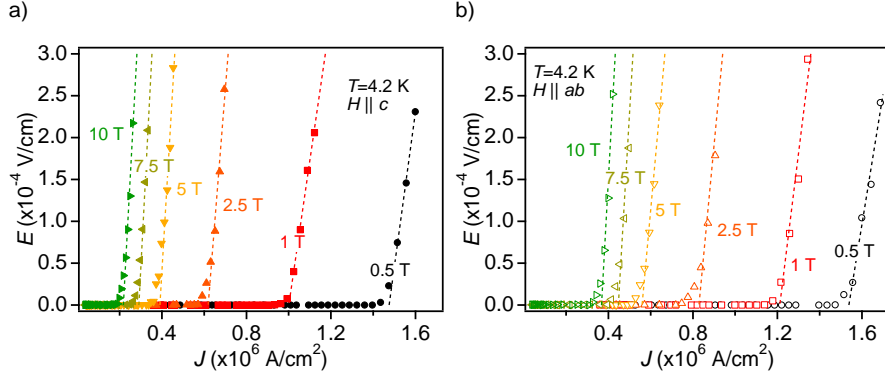 a)
3.0
2.5
2.0
1.5
1.0
0.5
0.0
E (x10⁻⁴ V/cm)
T=4.2 K
H || c
10 T
7.5 T
5 T
2.5 T
1 T
0.5 T
0.4
0.8
1.2
1.6
J (x10⁶ A/cm²)
b)
3.0
2.5
2.0
1.5
1.0
0.5
0.0
E (x10⁻⁴ V/cm)
T=4.2 K
H || ab
10 T
7.5 T
5 T
2.5 T
1 T
0.5 T
0.4
0.8
1.2
1.6
J (x10⁶ A/cm²)